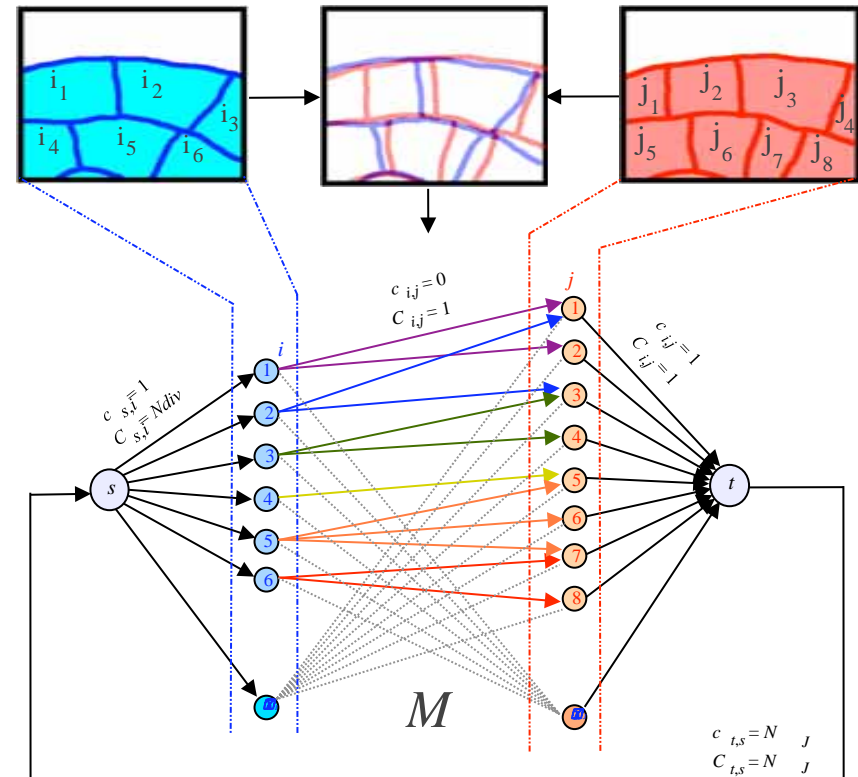 i1 i2 i3
i4 i5 i6
j1 j2 j3 j4
j5 j6 j7 j8
c i,j = 0
C i,j = 1
c s,i = 1
C s,i = Ndiv
c i,j = 1
C i,j = 1
i
1
2
3
4
5
6
j
1
2
3
4
5
6
7
8
s
t
M
c t,s = N J
C t,s = N J